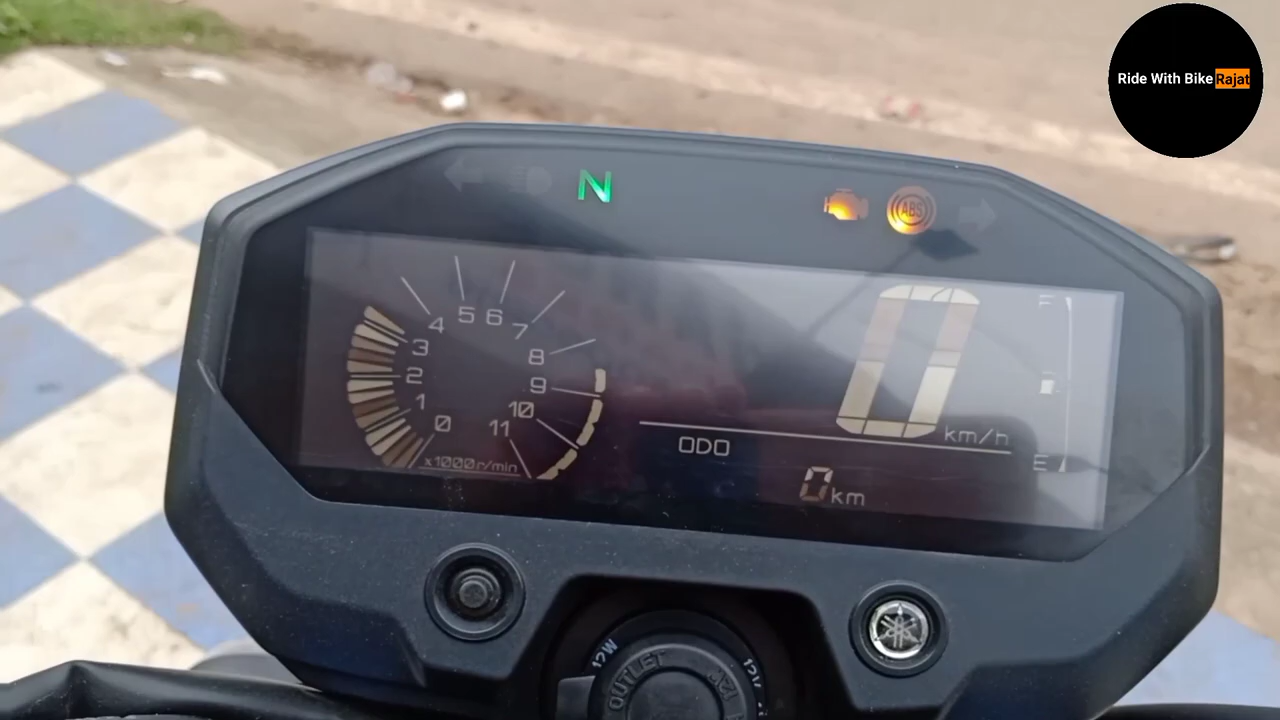 Ride With Bike Rajat
N
ABS
4 5 6 7
3
2
1
0
8
9
10
11
x1000r/min
0
km/h
F
E
ODO
0km
12W
OUTLET
12V